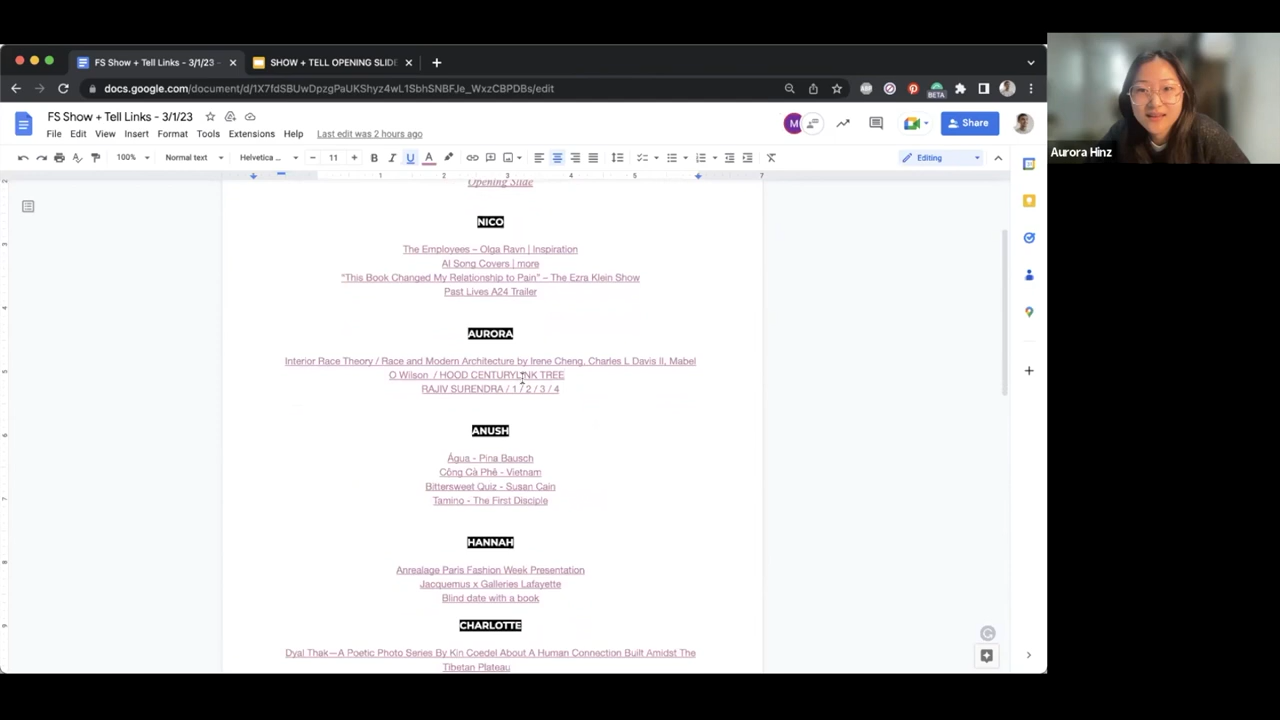 FS Show + Tell Links - 3/1/23
SHOW + TELL OPENING SLIDE
docs.google.com/document/d/1X7fdSBUwDpzgPaUKShyz4wL1SbhSNBFJe_WxzCBPDBs/edit
BETA
FS Show + Tell Links - 3/1/23
File Edit View Insert Format Tools Extensions Help Last edit was 2 hours ago
M
Share
100% Normal text Helvetica ... 11 B I U A Editing
1 2 3 4 5 7
Opening Slide
NICO
The Employees – Olga Ravn | Inspiration
AI Song Covers | more
"This Book Changed My Relationship to Pain" – The Ezra Klein Show
Past Lives A24 Trailer
AURORA
Interior Race Theory / Race and Modern Architecture by Irene Cheng, Charles L Davis II, Mabel
O Wilson / HOOD CENTURYLINK TREE
RAJIV SURENDRA / 1 / 2 / 3 / 4
ANUSH
Água - Pina Bausch
Cộng Cà Phê - Vietnam
Bittersweet Quiz - Susan Cain
Tamino - The First Disciple
HANNAH
Anrealage Paris Fashion Week Presentation
Jacquemus x Galleries Lafayette
Blind date with a book
CHARLOTTE
Dyal Thak—A Poetic Photo Series By Kin Coedel About A Human Connection Built Amidst The
Tibetan Plateau
Aurora Hinz